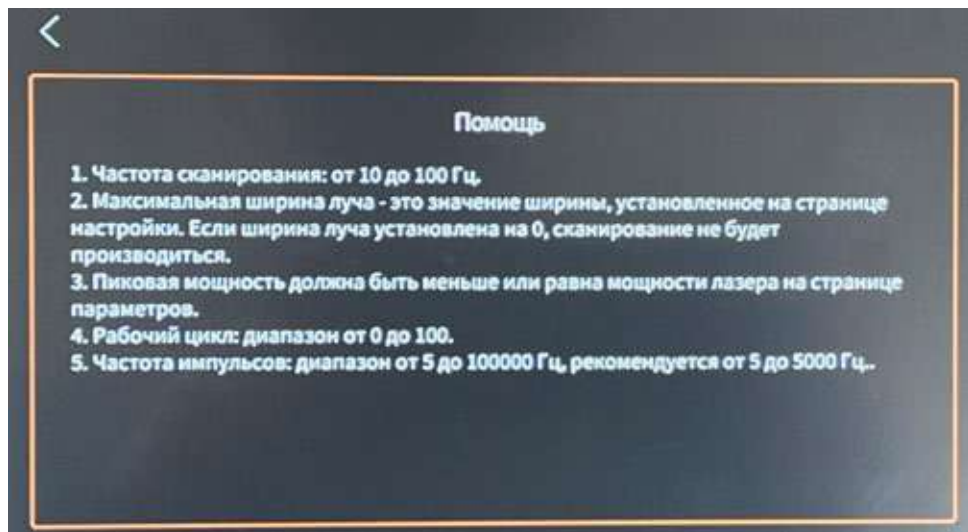 Помощь
1. Частота сканирования: от 10 до 100 Гц.
2. Максимальная ширина луча - это значение ширины, установленное на странице
настройки. Если ширина луча установлена на 0, сканирование не будет
производиться.
3. Пиковая мощность должна быть меньше или равна мощности лазера на странице
параметров.
4. Рабочий цикл: диапазон от 0 до 100.
5. Частота импульсов: диапазон от 5 до 100000 Гц, рекомендуется от 5 до 5000 Гц..